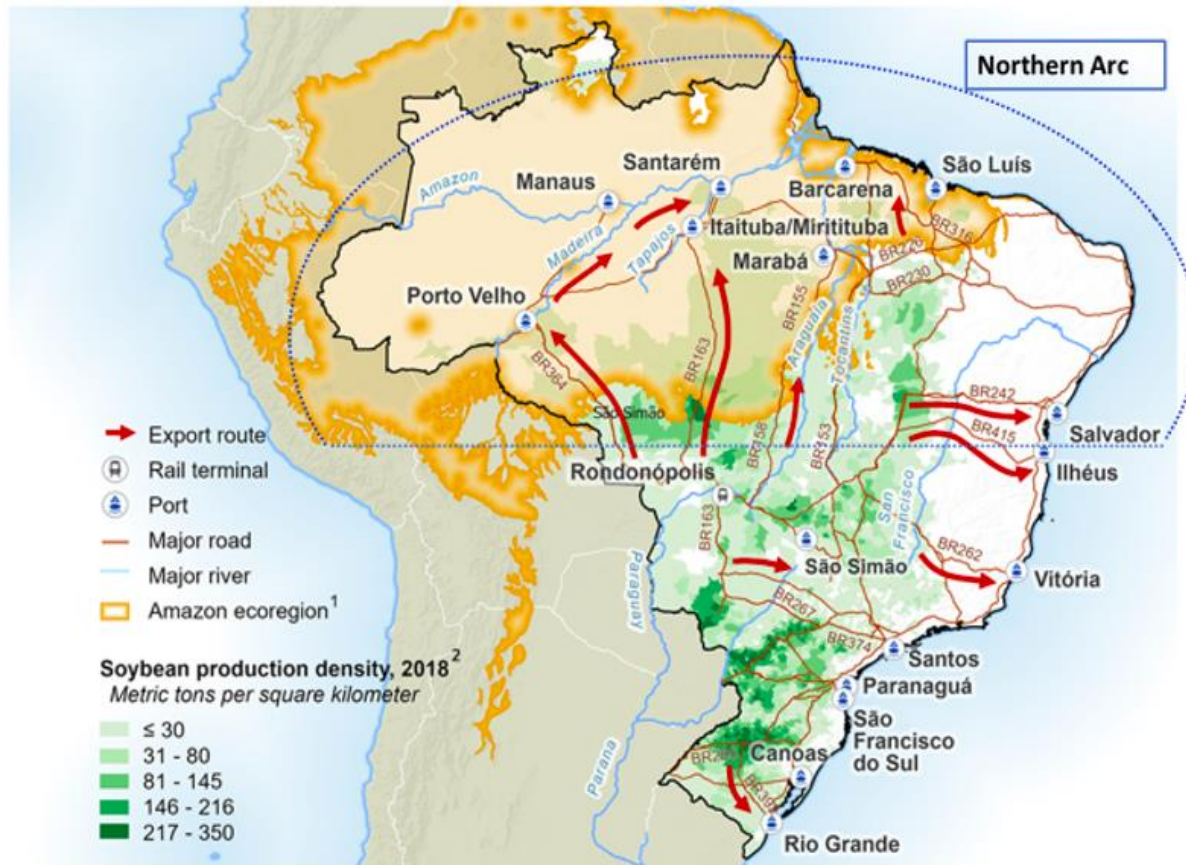 Northern Arc
Santarém
São Luís
Manaus
Barcarena
Amazon
Itaituba/Miritituba
Madeira
Tapajos
BR316
BR226
Marabá
BR230
Porto Velho
BR155
Araguaia
Tocantins
BR364
BR163
BR242
São Simão
Salvador
BR415
BR158
BR153
Rondonópolis
Ilhéus
San
Francisco
BR163
Paraguay
São Simão
BR262
Vitória
BR267
BR374
Santos
Paranaguá
São
Francisco
do Sul
Canoas
Parana
Rio Grande
Export route
Rail terminal
Port
Major road
Major river
Amazon ecoregion1
Soybean production density, 20182
Metric tons per square kilometer
≤ 30
31 - 80
81 - 145
146 - 216
217 - 350